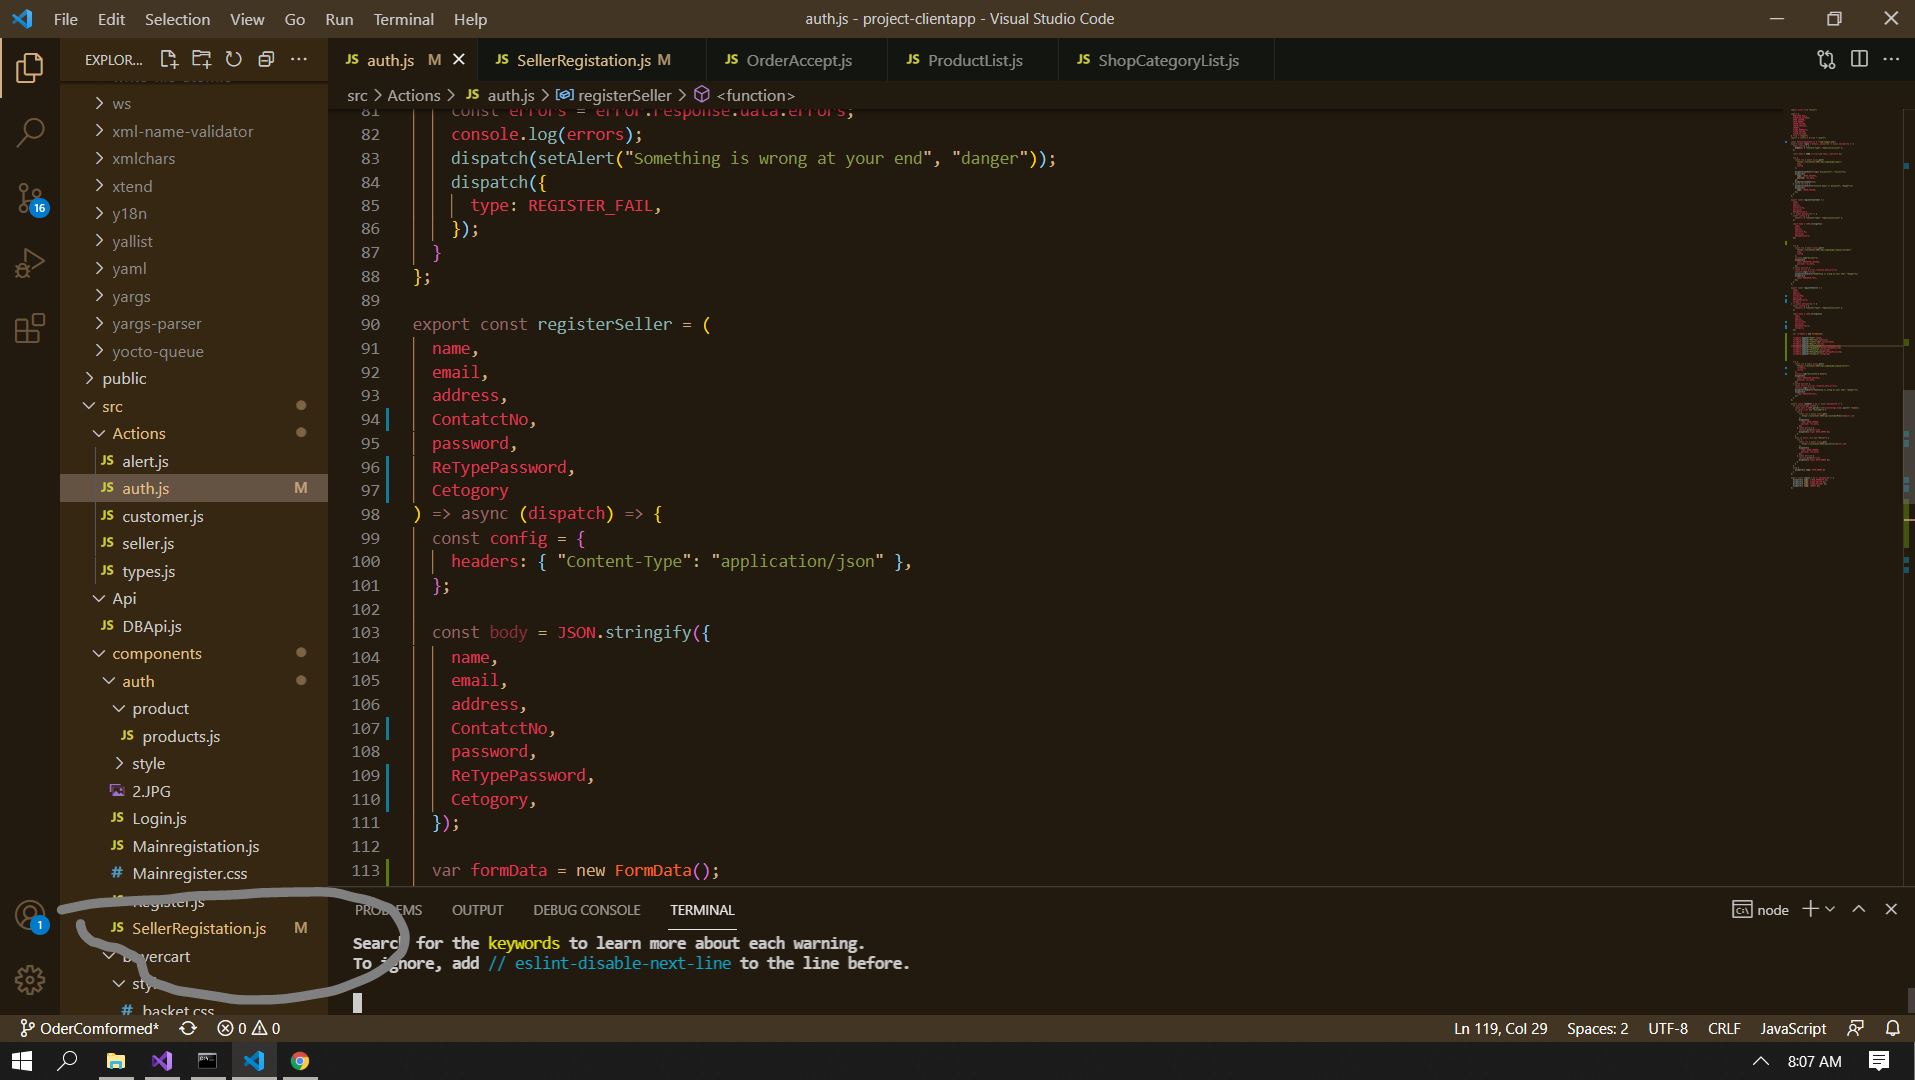 File Edit Selection View Go Run Terminal Help
auth.js - project-clientapp - Visual Studio Code
EXPLOR...
JS auth.js M
JS SellerRegistation.js M
JS OrderAccept.js
JS ProductList.js
JS ShopCategoryList.js
src > Actions > JS auth.js > registerSeller > <function>
ws
xml-name-validator
xmlchars
xtend
y18n
yallist
yaml
yargs
yargs-parser
yocto-queue
public
src
Actions
JS alert.js
JS auth.js M
JS customer.js
JS seller.js
JS types.js
Api
JS DBApi.js
components
auth
product
JS products.js
style
2.JPG
JS Login.js
JS Mainregistation.js
# Mainregister.css
Register.js
JS SellerRegistation.js M
buyercart
# basket.css
16
1
81 const errors = error.response.data.errors;
82 console.log(errors);
83 dispatch(setAlert("Something is wrong at your end", "danger"));
84 dispatch({
85 type: REGISTER_FAIL,
86 });
87 }
88 };
89
90 export const registerSeller = (
91 name,
92 email,
93 address,
94 ContatctNo,
95 password,
96 ReTypePassword,
97 Cetogory
98 ) => async (dispatch) => {
99 const config = {
100 headers: { "Content-Type": "application/json" },
101 };
102
103 const body = JSON.stringify({
104 name,
105 email,
106 address,
107 ContatctNo,
108 password,
109 ReTypePassword,
110 Cetogory,
111 });
112
113 var formData = new FormData();
PROBLEMS OUTPUT DEBUG CONSOLE TERMINAL
node
Search for the keywords to learn more about each warning.
To ignore, add // eslint-disable-next-line to the line before.
OderComformed* 0 0
Ln 119, Col 29 Spaces: 2 UTF-8 CRLF JavaScript
8:07 AM